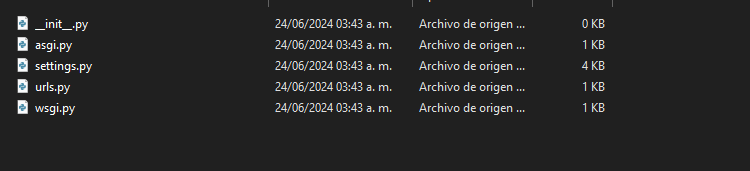 __init__.py 24/06/2024 03:43 a. m. Archivo de origen ... 0 KB
asgi.py 24/06/2024 03:43 a. m. Archivo de origen ... 1 KB
settings.py 24/06/2024 03:43 a. m. Archivo de origen ... 4 KB
urls.py 24/06/2024 03:43 a. m. Archivo de origen ... 1 KB
wsgi.py 24/06/2024 03:43 a. m. Archivo de origen ... 1 KB